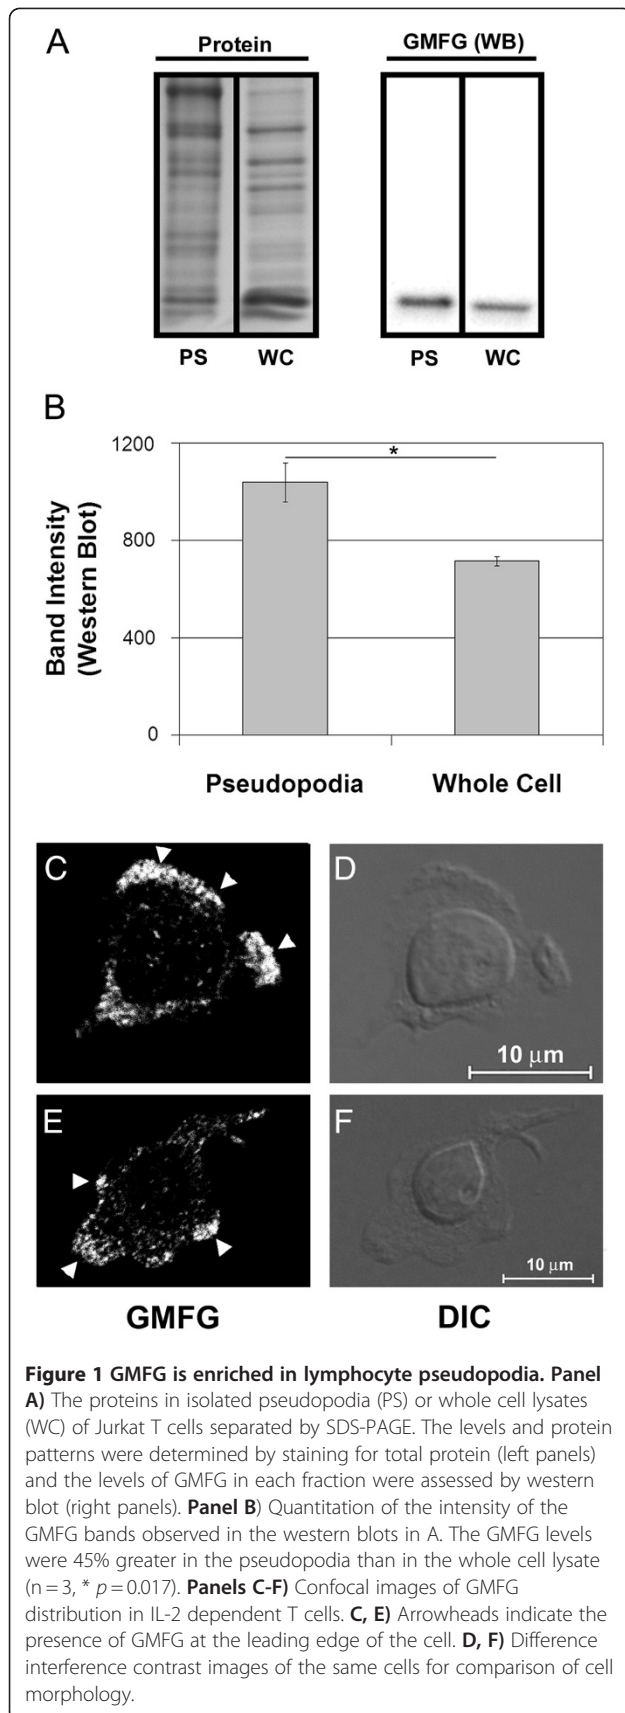 A
Protein
GMFG (WB)
PS
WC
PS
WC
B
Band Intensity
(Western Blot)
1200
800
400
0
*
Pseudopodia
Whole Cell
C
D
10 μm
E
F
10 μm
GMFG
DIC
Figure 1 GMFG is enriched in lymphocyte pseudopodia. Panel
A) The proteins in isolated pseudopodia (PS) or whole cell lysates
(WC) of Jurkat T cells separated by SDS-PAGE. The levels and protein
patterns were determined by staining for total protein (left panels)
and the levels of GMFG in each fraction were assessed by western
blot (right panels). Panel B) Quantitation of the intensity of the
GMFG bands observed in the western blots in A. The GMFG levels
were 45% greater in the pseudopodia than in the whole cell lysate
(n = 3, * p = 0.017). Panels C-F) Confocal images of GMFG
distribution in IL-2 dependent T cells. C, E) Arrowheads indicate the
presence of GMFG at the leading edge of the cell. D, F) Difference
interference contrast images of the same cells for comparison of cell
morphology.